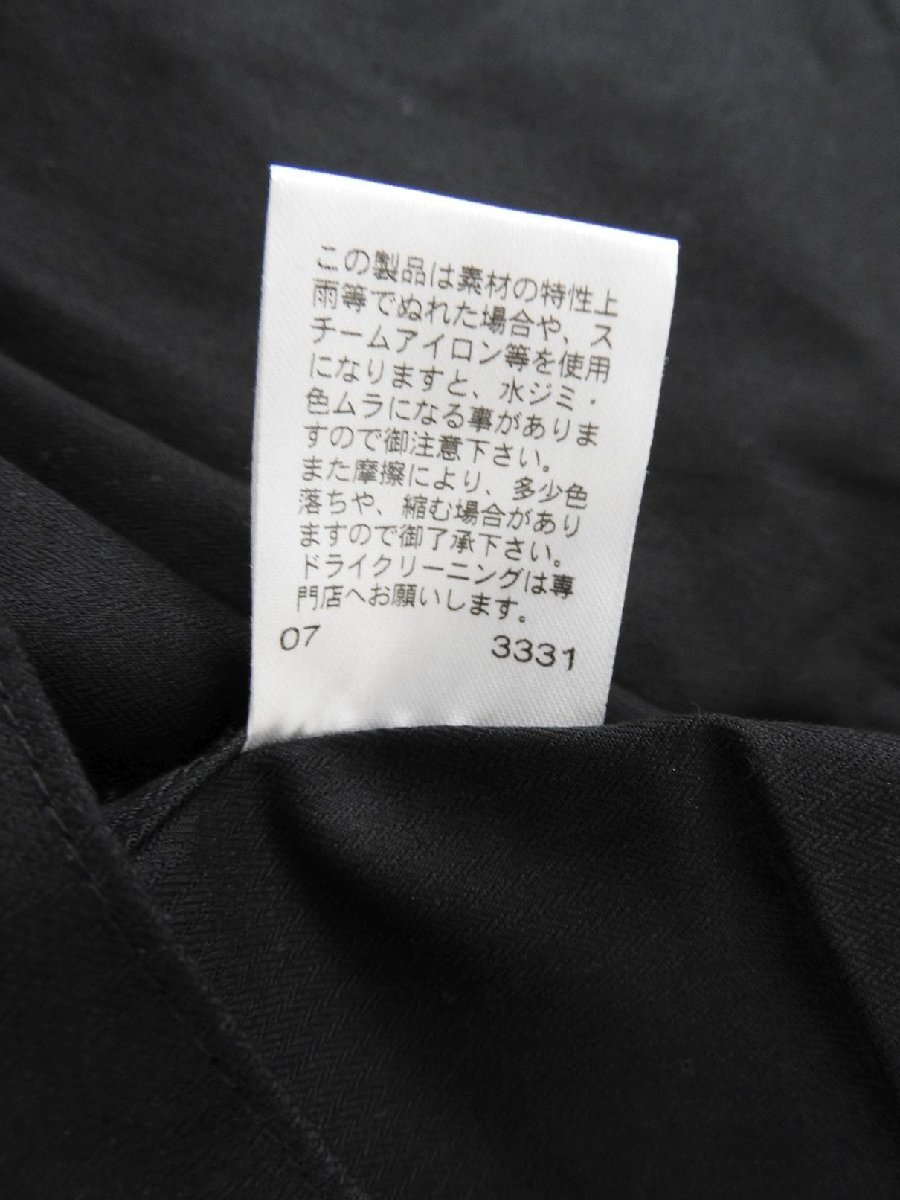 この製品は素材の特性上
雨等でぬれた場合や、ス
チームアイロン等を使用
になりますと、水ジミ・
色ムラになる事がありま
すので御注意下さい。
また摩擦により、多少色
落ちや、縮む場合があり
ますので御了承下さい。
ドライクリーニングは専
門店へお願いします。
07 3331